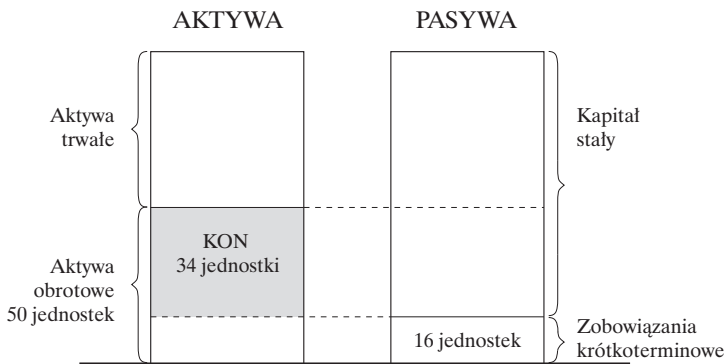 AKTYWA
PASYWA
Aktywa
trwałe
Kapitał
stały
KON
34 jednostki
Aktywa
obrotowe
50 jednostek
16 jednostek
Zobowiązania
krótkoterminowe